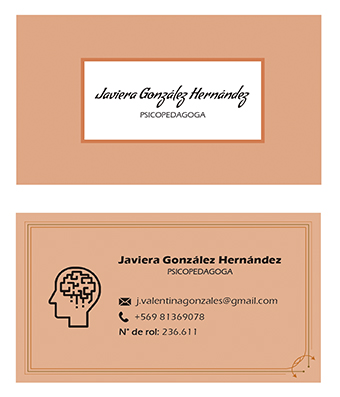 Javiera González Hernández
PSICOPEDAGOGA
Javiera González Hernández
PSICOPEDAGOGA
j.valentinagonzales@gmail.com
+569 81369078
N° de rol: 236.611